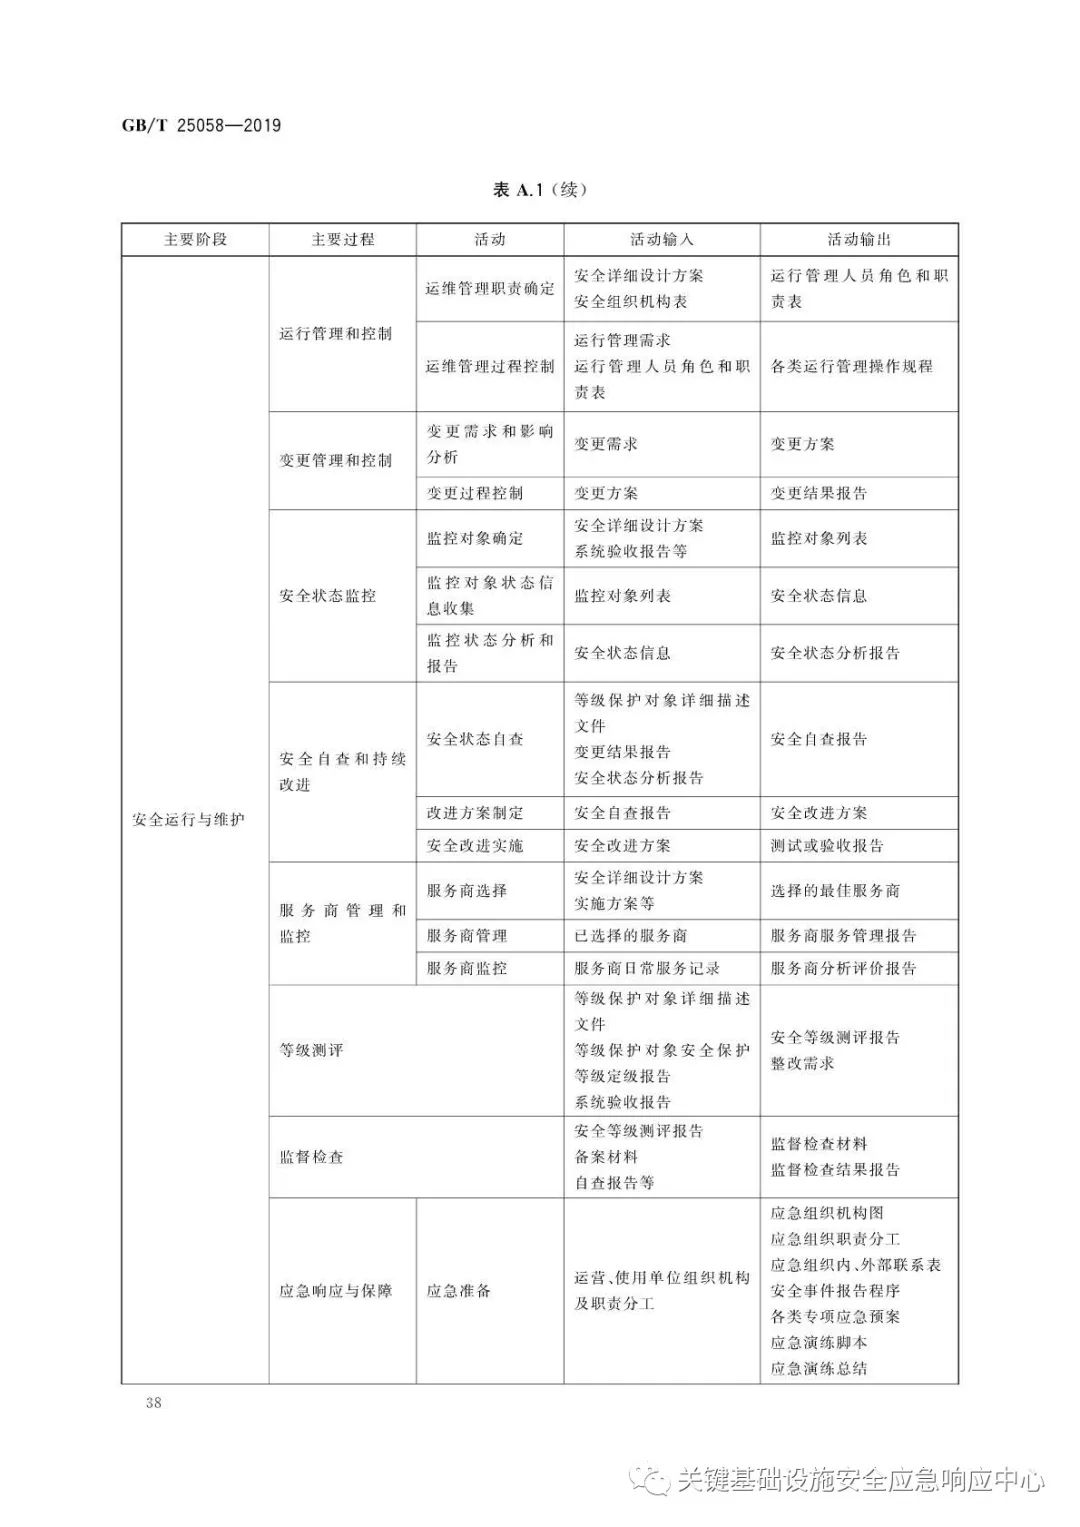 GB/T 25058—2019
表 A.1（续）
主要阶段 主要过程 活动 活动输入 活动输出
安全运行与维护
运行管理和控制
运维管理职责确定
安全详细设计方案
安全组织机构表
运行管理人员角色和职
责表
运维管理过程控制
运行管理需求
运行管理人员角色和职
责表
各类运行管理操作规程
变更管理和控制
变更需求和影响
分析
变更需求
变更方案
变更过程控制
变更方案
变更结果报告
安全状态监控
监控对象确定
安全详细设计方案
系统验收报告等
监控对象列表
监控对象状态信
息收集
监控对象列表
安全状态信息
监控状态分析和
报告
安全状态信息
安全状态分析报告
安全自查和持续
改进
安全状态自查
等级保护对象详细描述
文件
变更结果报告
安全状态分析报告
安全自查报告
改进方案制定
安全自查报告
安全改进方案
安全改进实施
安全改进方案
测试或验收报告
服务商管理和
监控
服务商选择
安全详细设计方案
实施方案等
选择的最佳服务商
服务商管理
已选择的服务商
服务商服务管理报告
服务商监控
服务商日常服务记录
服务商分析评价报告
等级测评
等级保护对象详细描述
文件
等级保护对象安全保护
等级定级报告
系统验收报告
安全等级测评报告
整改需求
监督检查
安全等级测评报告
备案材料
自查报告等
监督检查材料
监督检查结果报告
应急响应与保障
应急准备
运营、使用单位组织机构
及职责分工
应急组织机构图
应急组织职责分工
应急组织内、外部联系表
安全事件报告程序
各类专项应急预案
应急演练脚本
应急演练总结
38
关键基础设施安全应急响应中心